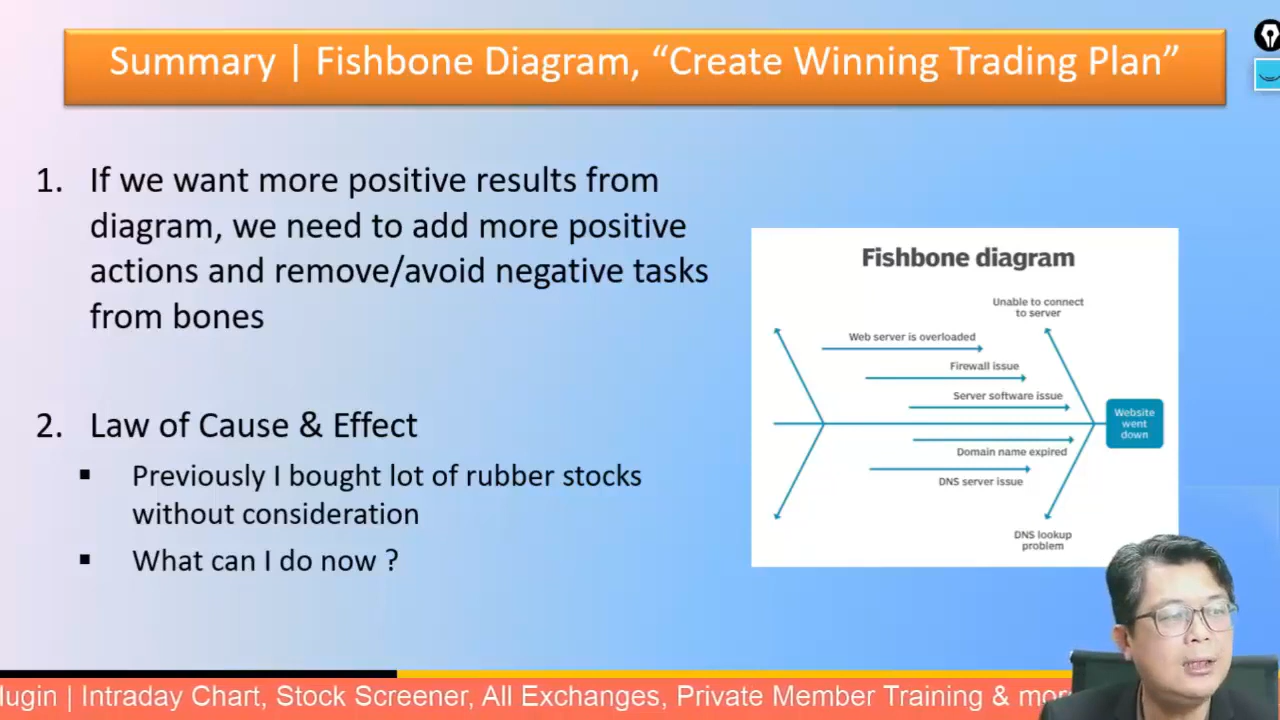 Summary | Fishbone Diagram, “Create Winning Trading Plan”
1. If we want more positive results from
diagram, we need to add more positive
actions and remove/avoid negative tasks
from bones
2. Law of Cause & Effect
▪ Previously I bought lot of rubber stocks
without consideration
▪ What can I do now ?
Fishbone diagram
Unable to connect
to server
Web server is overloaded
Firewall issue
Server software issue
Website
went
down
Domain name expired
DNS server issue
DNS lookup
problem
| Intraday Chart, Stock Screener, All Exchanges, Private Member Training &